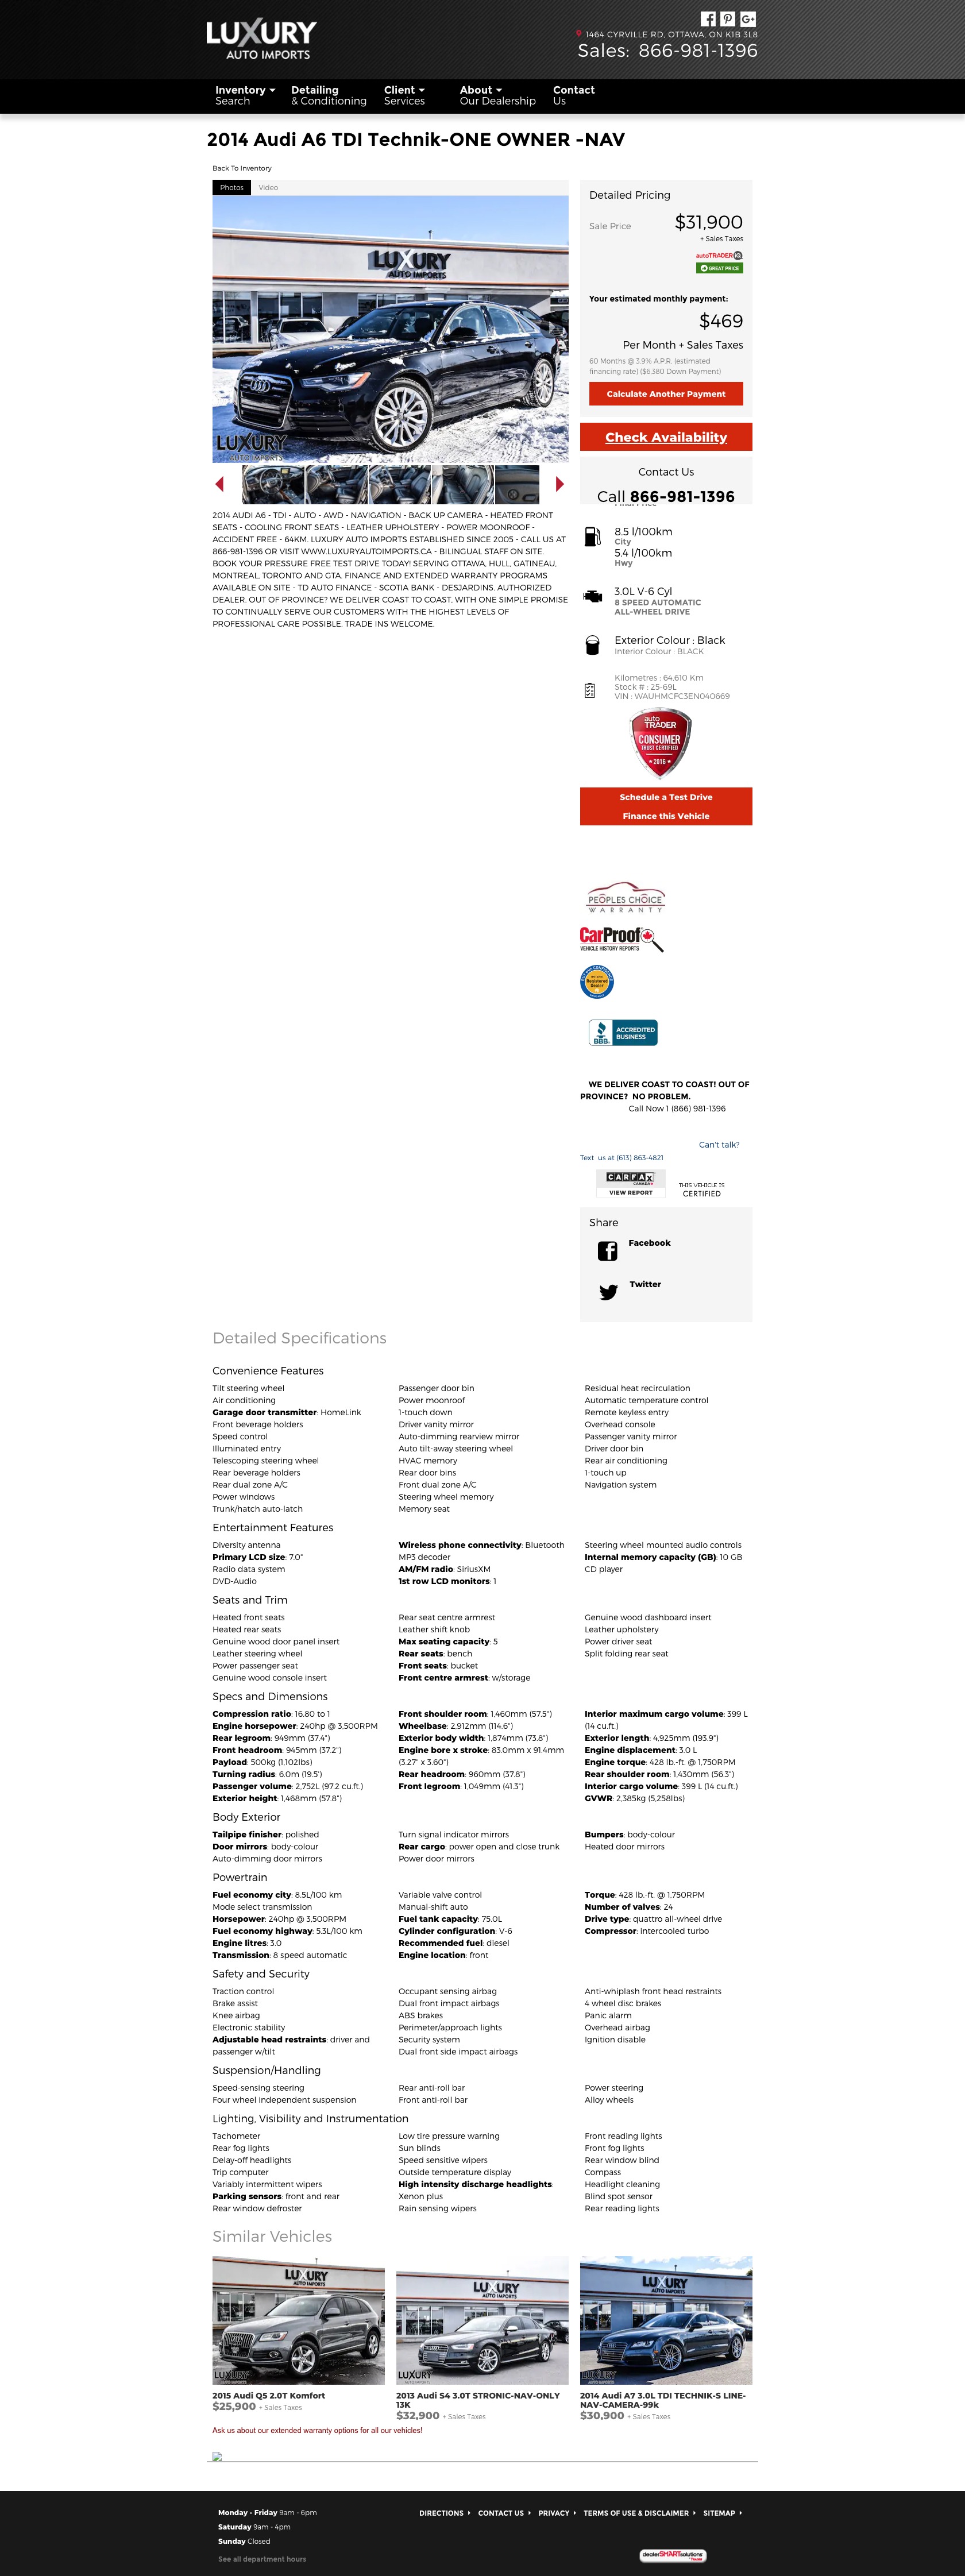 LUXURY
AUTO IMPORTS
1464 CYRVILLE RD, OTTAWA, ON K1B 3L8
Sales: 866-981-1396
Inventory
Search
Detailing
& Conditioning
Client
Services
About
Our Dealership
Contact
Us
2014 Audi A6 TDI Technik-ONE OWNER -NAV
Back To Inventory
Photos
Video
LUXURY
AUTO IMPORTS
LUXURY
AUTO IMPORTS
2014 AUDI A6 - TDI - AUTO - AWD - NAVIGATION - BACK UP CAMERA - HEATED FRONT
SEATS - COOLING FRONT SEATS - LEATHER UPHOLSTERY - POWER MOONROOF -
ACCIDENT FREE - 64KM. LUXURY AUTO IMPORTS ESTABLISHED SINCE 2005 - CALL US AT
866-981-1396 OR VISIT WWW.LUXURYAUTOIMPORTS.CA - BILINGUAL STAFF ON SITE.
BOOK YOUR PRESSURE FREE TEST DRIVE TODAY! SERVING OTTAWA, HULL, GATINEAU,
MONTREAL, TORONTO AND GTA. FINANCE AND EXTENDED WARRANTY PROGRAMS
AVAILABLE ON SITE - TD AUTO FINANCE - SCOTIA BANK - DESJARDINS. AUTHORIZED
DEALER. OUT OF PROVINCE? WE DELIVER COAST TO COAST, WITH ONE SIMPLE PROMISE
TO CONTINUALLY SERVE OUR CUSTOMERS WITH THE HIGHEST LEVELS OF
PROFESSIONAL CARE POSSIBLE. TRADE INS WELCOME.
Detailed Pricing
Sale Price
$31,900
+ Sales Taxes
autoTRADER
GREAT PRICE
Your estimated monthly payment:
$469
Per Month + Sales Taxes
60 Months @ 3.9% A.P.R. (estimated
financing rate) ($6,380 Down Payment)
Calculate Another Payment
Check Availability
Contact Us
Call 866-981-1396
8.5 l/100km
City
5.4 l/100km
Hwy
3.0L V-6 Cyl
8 SPEED AUTOMATIC
ALL-WHEEL DRIVE
Exterior Colour : Black
Interior Colour : BLACK
Kilometres : 64,610 Km
Stock # : 25-69L
VIN : WAUHMCFC3EN040669
auto
TRADER
CONSUMER
TRUST CERTIFIED
• 2016 •
Schedule a Test Drive
Finance this Vehicle
PEOPLES CHOICE
WARRANTY
CarProof
VEHICLE HISTORY REPORTS
Registered
Dealer
BBB
ACCREDITED
BUSINESS
WE DELIVER COAST TO COAST! OUT OF
PROVINCE? NO PROBLEM.
Call Now 1 (866) 981-1396
Can't talk?
Text us at (613) 863-4821
CARFAX
CANADA
VIEW REPORT
THIS VEHICLE IS
CERTIFIED
Share
Facebook
Twitter
Detailed Specifications
Convenience Features
Tilt steering wheel
Air conditioning
Garage door transmitter: HomeLink
Front beverage holders
Speed control
Illuminated entry
Telescoping steering wheel
Rear beverage holders
Rear dual zone A/C
Power windows
Trunk/hatch auto-latch
Passenger door bin
Power moonroof
1-touch down
Driver vanity mirror
Auto-dimming rearview mirror
Auto tilt-away steering wheel
HVAC memory
Rear door bins
Front dual zone A/C
Steering wheel memory
Memory seat
Residual heat recirculation
Automatic temperature control
Remote keyless entry
Overhead console
Passenger vanity mirror
Driver door bin
Rear air conditioning
1-touch up
Navigation system
Entertainment Features
Diversity antenna
Primary LCD size: 7.0"
Radio data system
DVD-Audio
Wireless phone connectivity: Bluetooth
MP3 decoder
AM/FM radio: SiriusXM
1st row LCD monitors: 1
Steering wheel mounted audio controls
Internal memory capacity (GB): 10 GB
CD player
Seats and Trim
Heated front seats
Heated rear seats
Genuine wood door panel insert
Leather steering wheel
Power passenger seat
Genuine wood console insert
Rear seat centre armrest
Leather shift knob
Max seating capacity: 5
Rear seats: bench
Front seats: bucket
Front centre armrest: w/storage
Genuine wood dashboard insert
Leather upholstery
Power driver seat
Split folding rear seat
Specs and Dimensions
Compression ratio: 16.80 to 1
Engine horsepower: 240hp @ 3,500RPM
Rear legroom: 949mm (37.4")
Front headroom: 945mm (37.2")
Payload: 500kg (1,102lbs)
Turning radius: 6.0m (19.5')
Passenger volume: 2,752L (97.2 cu.ft.)
Exterior height: 1,468mm (57.8")
Front shoulder room: 1,460mm (57.5")
Wheelbase: 2,912mm (114.6")
Exterior body width: 1,874mm (73.8")
Engine bore x stroke: 83.0mm x 91.4mm
(3.27" x 3.60")
Rear headroom: 960mm (37.8")
Front legroom: 1,049mm (41.3")
Interior maximum cargo volume: 399 L
(14 cu.ft.)
Exterior length: 4,925mm (193.9")
Engine displacement: 3.0 L
Engine torque: 428 lb.-ft. @ 1,750RPM
Rear shoulder room: 1,430mm (56.3")
Interior cargo volume: 399 L (14 cu.ft.)
GVWR: 2,385kg (5,258lbs)
Body Exterior
Tailpipe finisher: polished
Door mirrors: body-colour
Auto-dimming door mirrors
Turn signal indicator mirrors
Rear cargo: power open and close trunk
Power door mirrors
Bumpers: body-colour
Heated door mirrors
Powertrain
Fuel economy city: 8.5L/100 km
Mode select transmission
Horsepower: 240hp @ 3,500RPM
Fuel economy highway: 5.3L/100 km
Engine litres: 3.0
Transmission: 8 speed automatic
Variable valve control
Manual-shift auto
Fuel tank capacity: 75.0L
Cylinder configuration: V-6
Recommended fuel: diesel
Engine location: front
Torque: 428 lb.-ft. @ 1,750RPM
Number of valves: 24
Drive type: quattro all-wheel drive
Compressor: intercooled turbo
Safety and Security
Traction control
Brake assist
Knee airbag
Electronic stability
Adjustable head restraints: driver and
passenger w/tilt
Occupant sensing airbag
Dual front impact airbags
ABS brakes
Perimeter/approach lights
Security system
Dual front side impact airbags
Anti-whiplash front head restraints
4 wheel disc brakes
Panic alarm
Overhead airbag
Ignition disable
Suspension/Handling
Speed-sensing steering
Four wheel independent suspension
Rear anti-roll bar
Front anti-roll bar
Power steering
Alloy wheels
Lighting, Visibility and Instrumentation
Tachometer
Rear fog lights
Delay-off headlights
Trip computer
Variably intermittent wipers
Parking sensors: front and rear
Rear window defroster
Low tire pressure warning
Sun blinds
Speed sensitive wipers
Outside temperature display
High intensity discharge headlights:
Xenon plus
Rain sensing wipers
Front reading lights
Front fog lights
Rear window blind
Compass
Headlight cleaning
Blind spot sensor
Rear reading lights
Similar Vehicles
LUXURY
AUTO IMPORTS
LUXURY
LUXURY
AUTO IMPORTS
LUXURY
LUXURY
AUTO IMPORTS
LUXURY
2015 Audi Q5 2.0T Komfort
$25,900 + Sales Taxes
2013 Audi S4 3.0T STRONIC-NAV-ONLY
13K
$32,900 + Sales Taxes
2014 Audi A7 3.0L TDI TECHNIK-S LINE-
NAV-CAMERA-99k
$30,900 + Sales Taxes
Ask us about our extended warranty options for all our vehicles!
Monday - Friday 9am - 6pm
Saturday 9am - 4pm
Sunday Closed
See all department hours
DIRECTIONS
CONTACT US
PRIVACY
TERMS OF USE & DISCLAIMER
SITEMAP
dealerSMARTsolutions